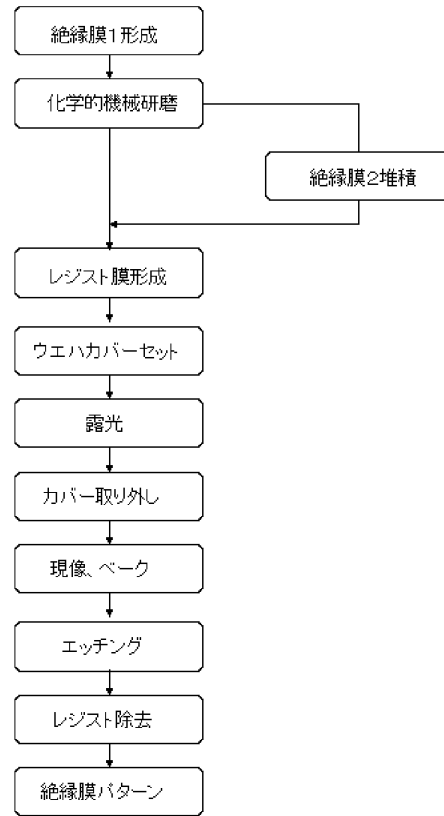 絶縁膜1形成
化学的機械研磨
絶縁膜2堆積
レジスト膜形成
ウエハカバーセット
露光
カバー取り外し
現像、ベーク
エッチング
レジスト除去
絶縁膜パターン